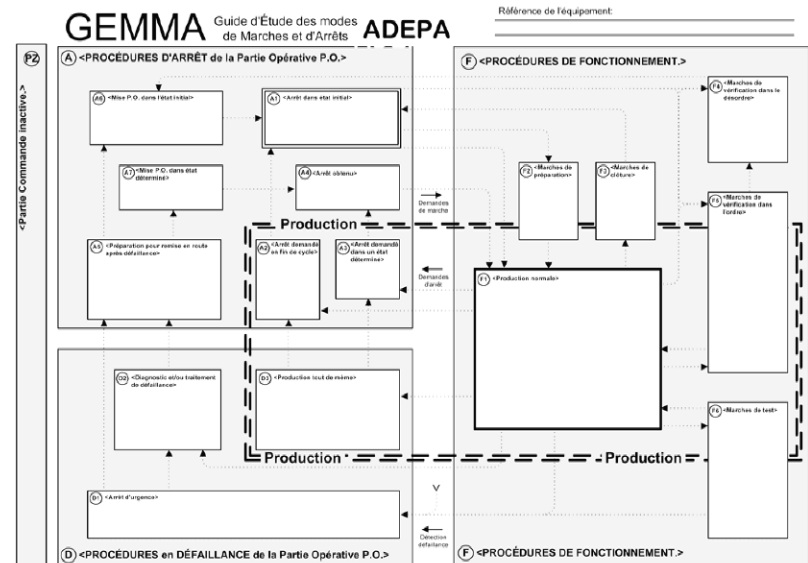 GEMMA
Guide d'Étude des modes
de Marches et d'Arrêts
ADEPA
Référence de l'équipement:
PZ
<Partie Commande inactive.>
A <PROCÉDURES D'ARRÊT de la Partie Opérative P.O.>
F <PROCÉDURES DE FONCTIONNEMENT.>
A6 <Mise P.O. dans l'état initial>
A1 <Arrêt dans état initial>
F4 <Marches de
vérification dans le
désordre>
A7 <Mise P.O. dans état
déterminé>
A4 <Arrêt obtenu>
F2 <Marches de
préparation>
F3 <Marches de
clôture>
Demandes
de marche
F5 <Marches de
vérification dans
l'ordre>
Production
A5 <Préparation pour remise en route
après défaillance>
A2 <Arrêt demandé
en fin de cycle>
A3 <Arrêt demandé
dans un état
déterminé>
Demandes
d'arrêt
F1 <Production normale>
D2 <Diagnostic et/ou traitement
de défaillance>
D3 <Production tout de même>
F6 <Marches de test>
Production
Production
D1 <Arrêt d'urgence>
V
Détection
défaillance
D <PROCÉDURES en DÉFAILLANCE de la Partie Opérative P.O.>
F <PROCÉDURES DE FONCTIONNEMENT.>